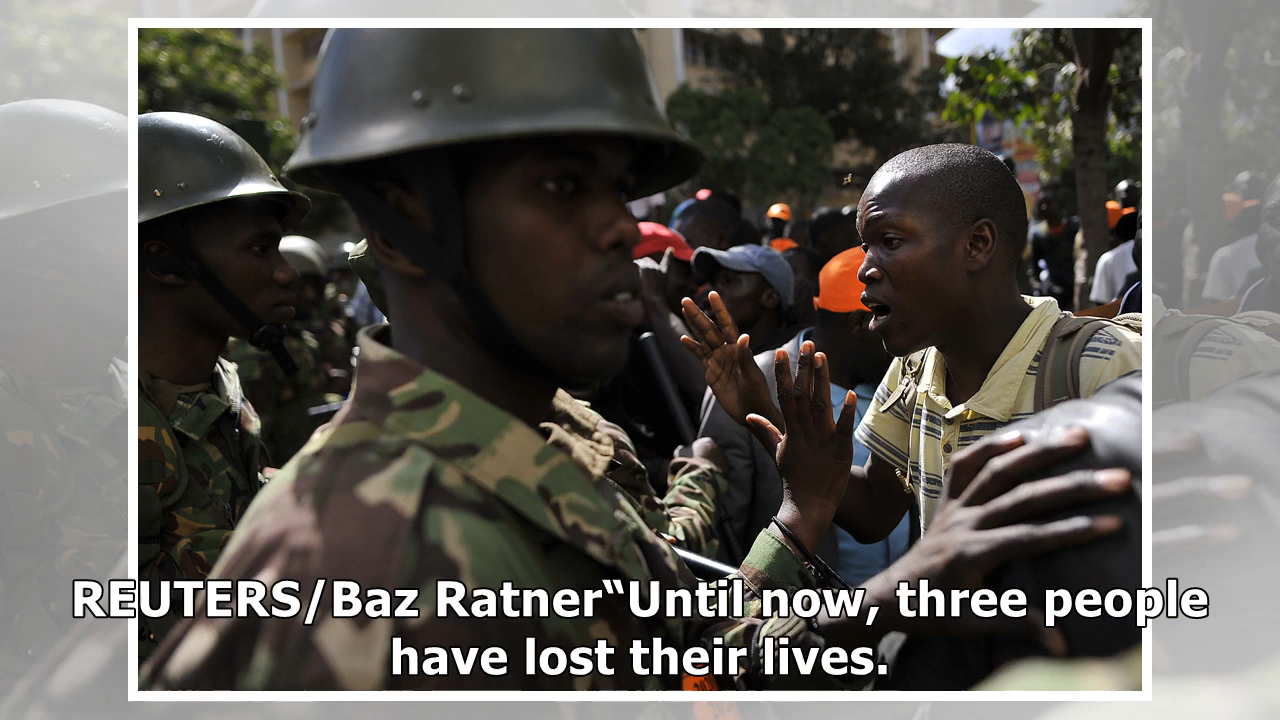 REUTERS/Baz Ratner“Until now, three people
have lost their lives.